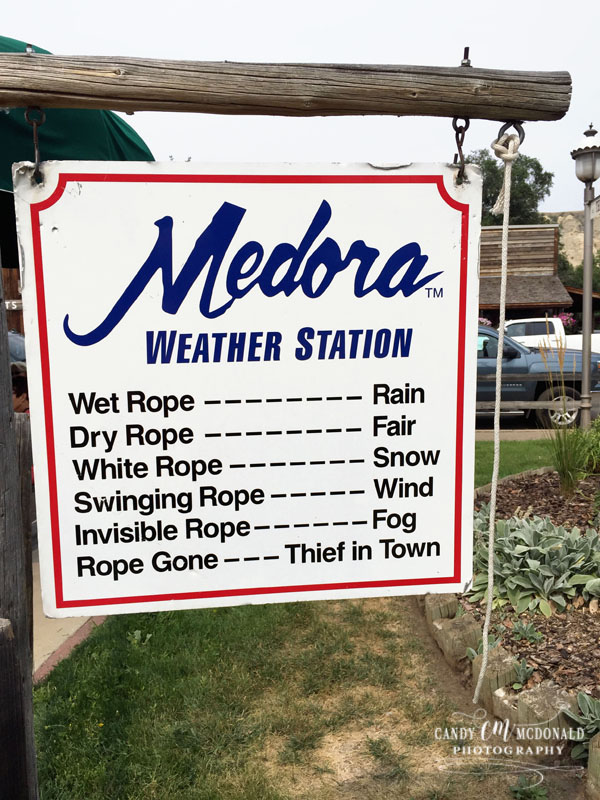 Medora TM
WEATHER STATION
Wet Rope -------- Rain
Dry Rope -------- Fair
White Rope ------- Snow
Swinging Rope ----- Wind
Invisible Rope ------ Fog
Rope Gone --- Thief in Town
CANDY CM MCDONALD
PHOTOGRAPHY